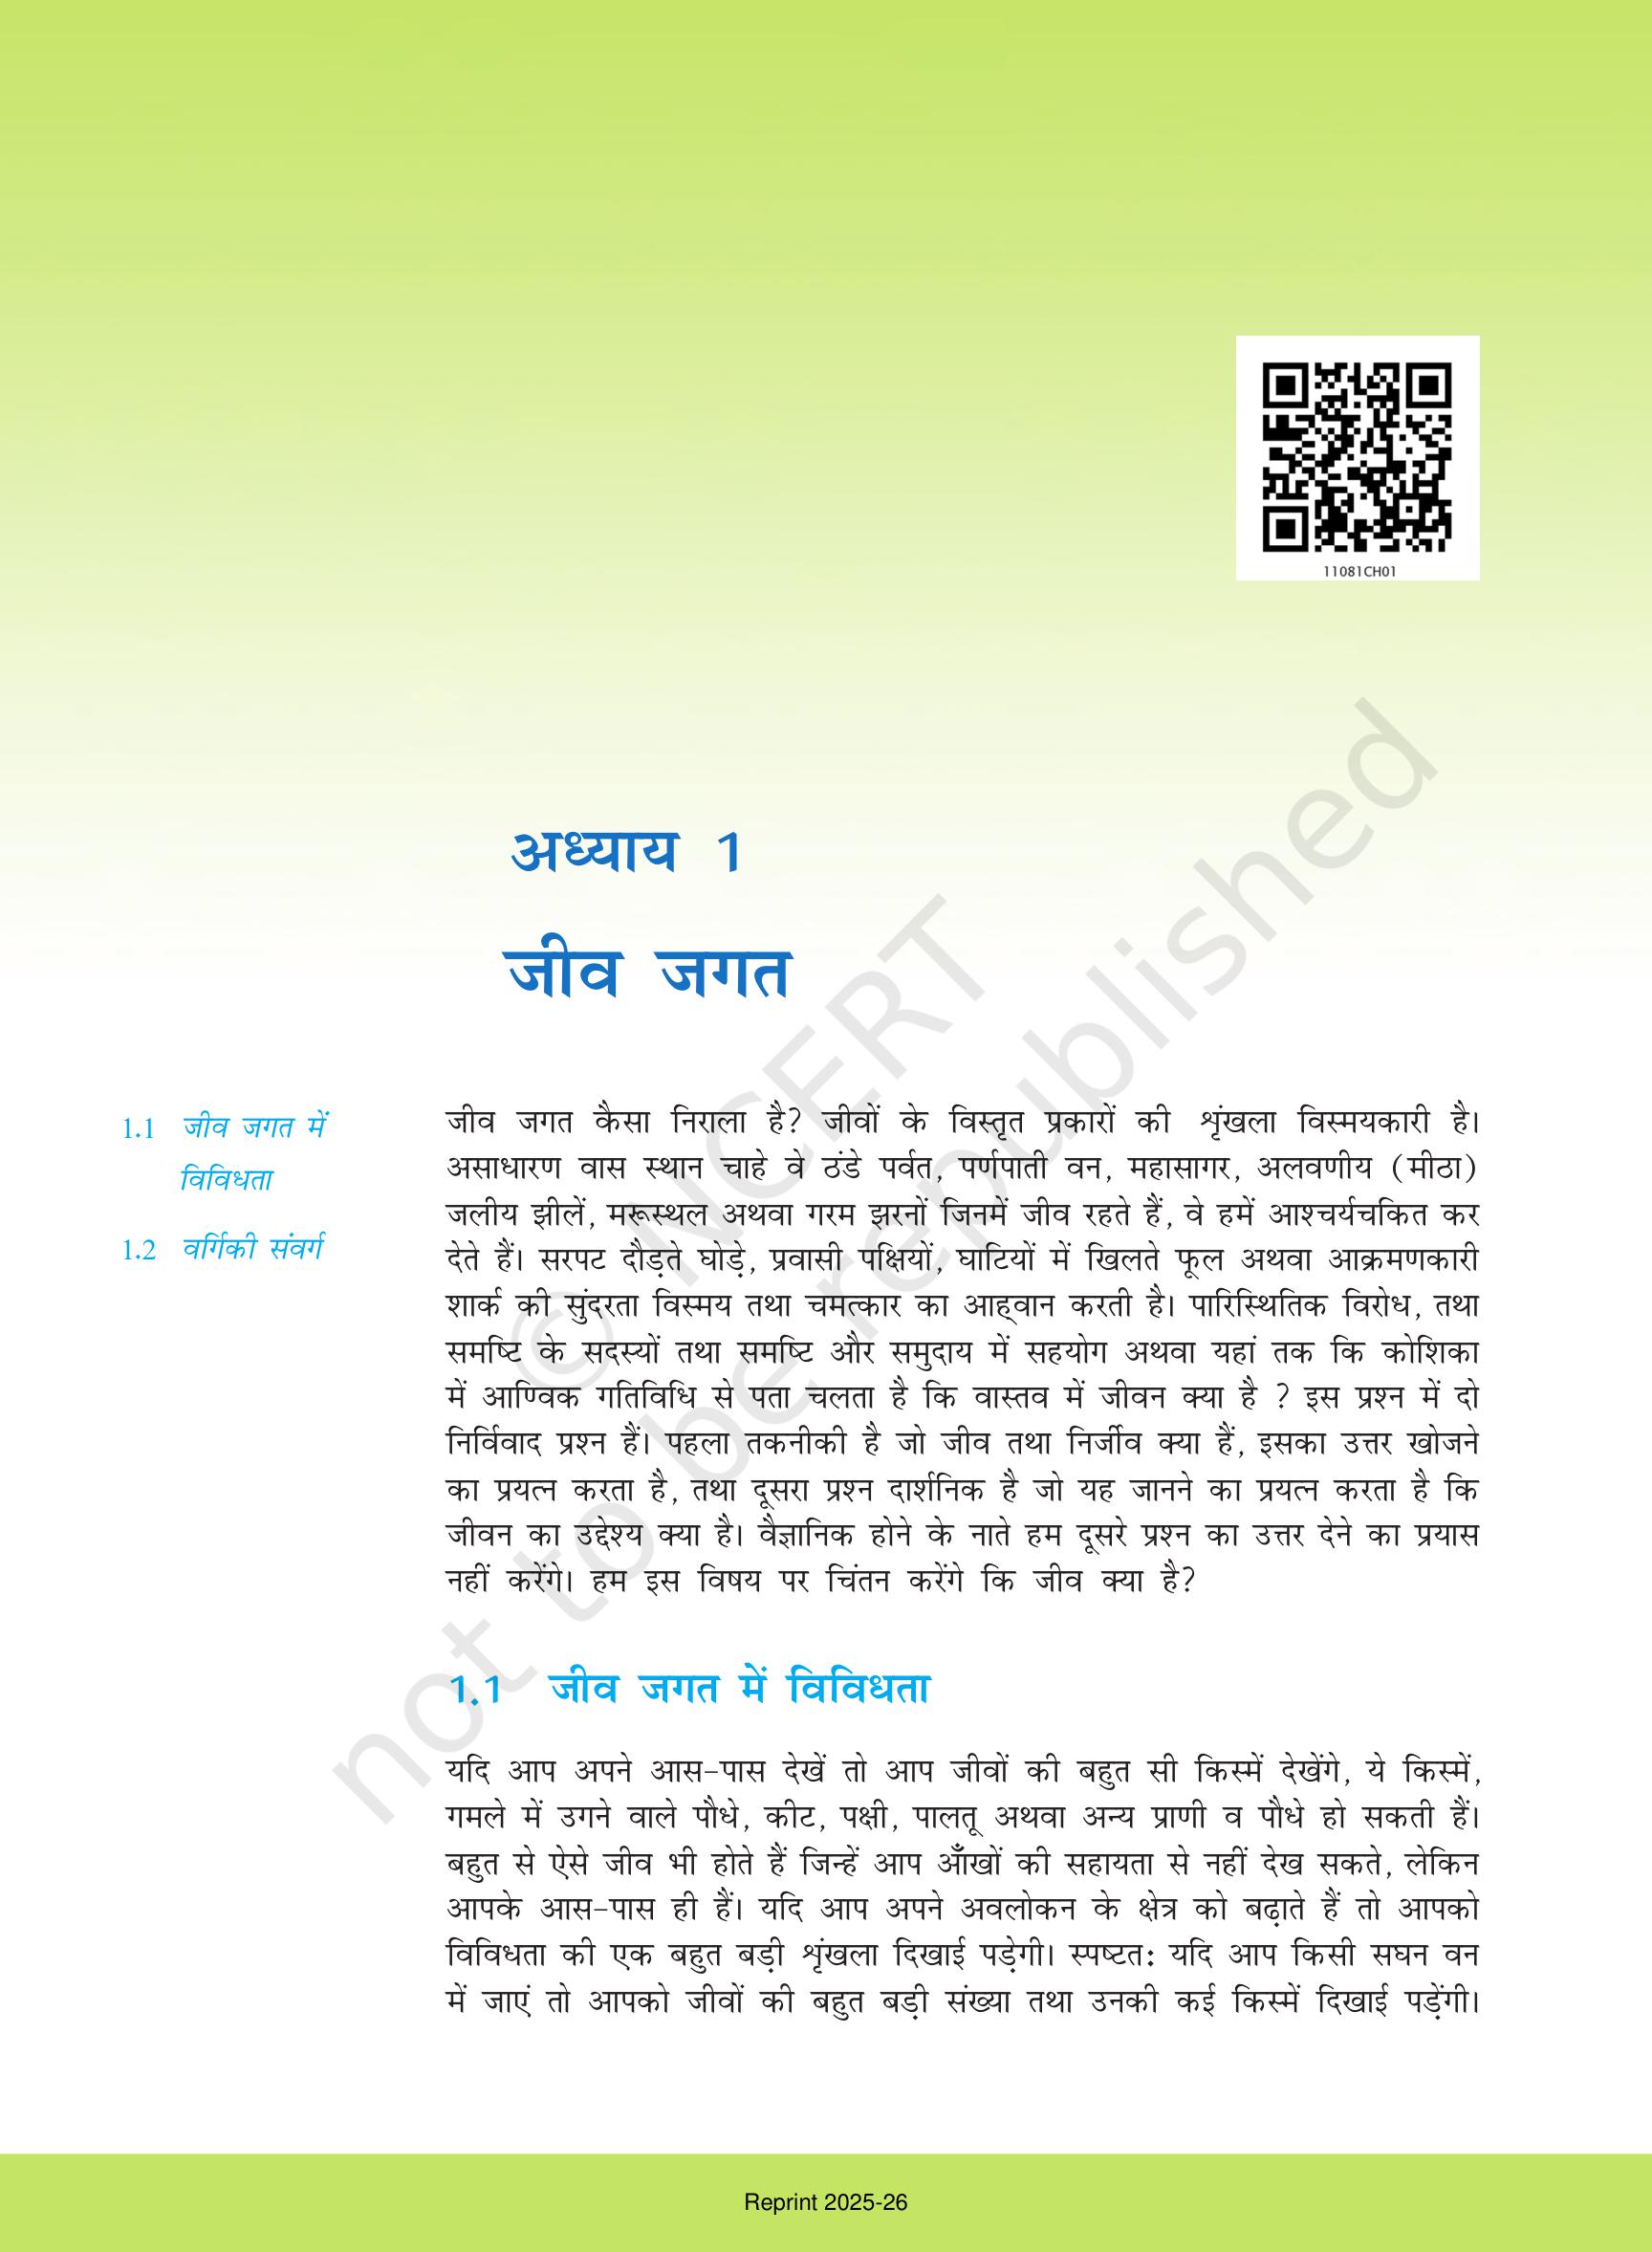 11081CH01
अध्याय 1
जीव जगत
1.1 जीव जगत में
विविधता
1.2 वर्गिकी संवर्ग
जीव जगत कैसा निराला है? जीवों के विस्तृत प्रकारों की शृंखला विस्मयकारी है।
असाधारण वास स्थान चाहे वे ठंडे पर्वत, पर्णपाती वन, महासागर, अलवणीय (मीठा)
जलीय झीलें, मरूस्थल अथवा गरम झरनों जिनमें जीव रहते हैं, वे हमें आश्चर्यचकित कर
देते हैं। सरपट दौड़ते घोड़े, प्रवासी पक्षियों, घाटियों में खिलते फूल अथवा आक्रमणकारी
शार्क की सुंदरता विस्मय तथा चमत्कार का आह्वान करती है। पारिस्थितिक विरोध, तथा
समष्टि के सदस्यों तथा समष्टि और समुदाय में सहयोग अथवा यहां तक कि कोशिका
में आण्विक गतिविधि से पता चलता है कि वास्तव में जीवन क्या है ? इस प्रश्न में दो
निर्विवाद प्रश्न हैं। पहला तकनीकी है जो जीव तथा निर्जीव क्या हैं, इसका उत्तर खोजने
का प्रयत्न करता है, तथा दूसरा प्रश्न दार्शनिक है जो यह जानने का प्रयत्न करता है कि
जीवन का उद्देश्य क्या है। वैज्ञानिक होने के नाते हम दूसरे प्रश्न का उत्तर देने का प्रयास
नहीं करेंगे। हम इस विषय पर चिंतन करेंगे कि जीव क्या है?
1.1 जीव जगत में विविधता
यदि आप अपने आस-पास देखें तो आप जीवों की बहुत सी किस्में देखेंगे, ये किस्में,
गमले में उगने वाले पौधे, कीट, पक्षी, पालतू अथवा अन्य प्राणी व पौधे हो सकती हैं।
बहुत से ऐसे जीव भी होते हैं जिन्हें आप आँखों की सहायता से नहीं देख सकते, लेकिन
आपके आस-पास ही हैं। यदि आप अपने अवलोकन के क्षेत्र को बढ़ाते हैं तो आपको
विविधता की एक बहुत बड़ी शृंखला दिखाई पड़ेगी। स्पष्टतः यदि आप किसी सघन वन
में जाएं तो आपको जीवों की बहुत बड़ी संख्या तथा उनकी कई किस्में दिखाई पड़ेंगी।
© NCERT
not to be republished
Reprint 2025-26